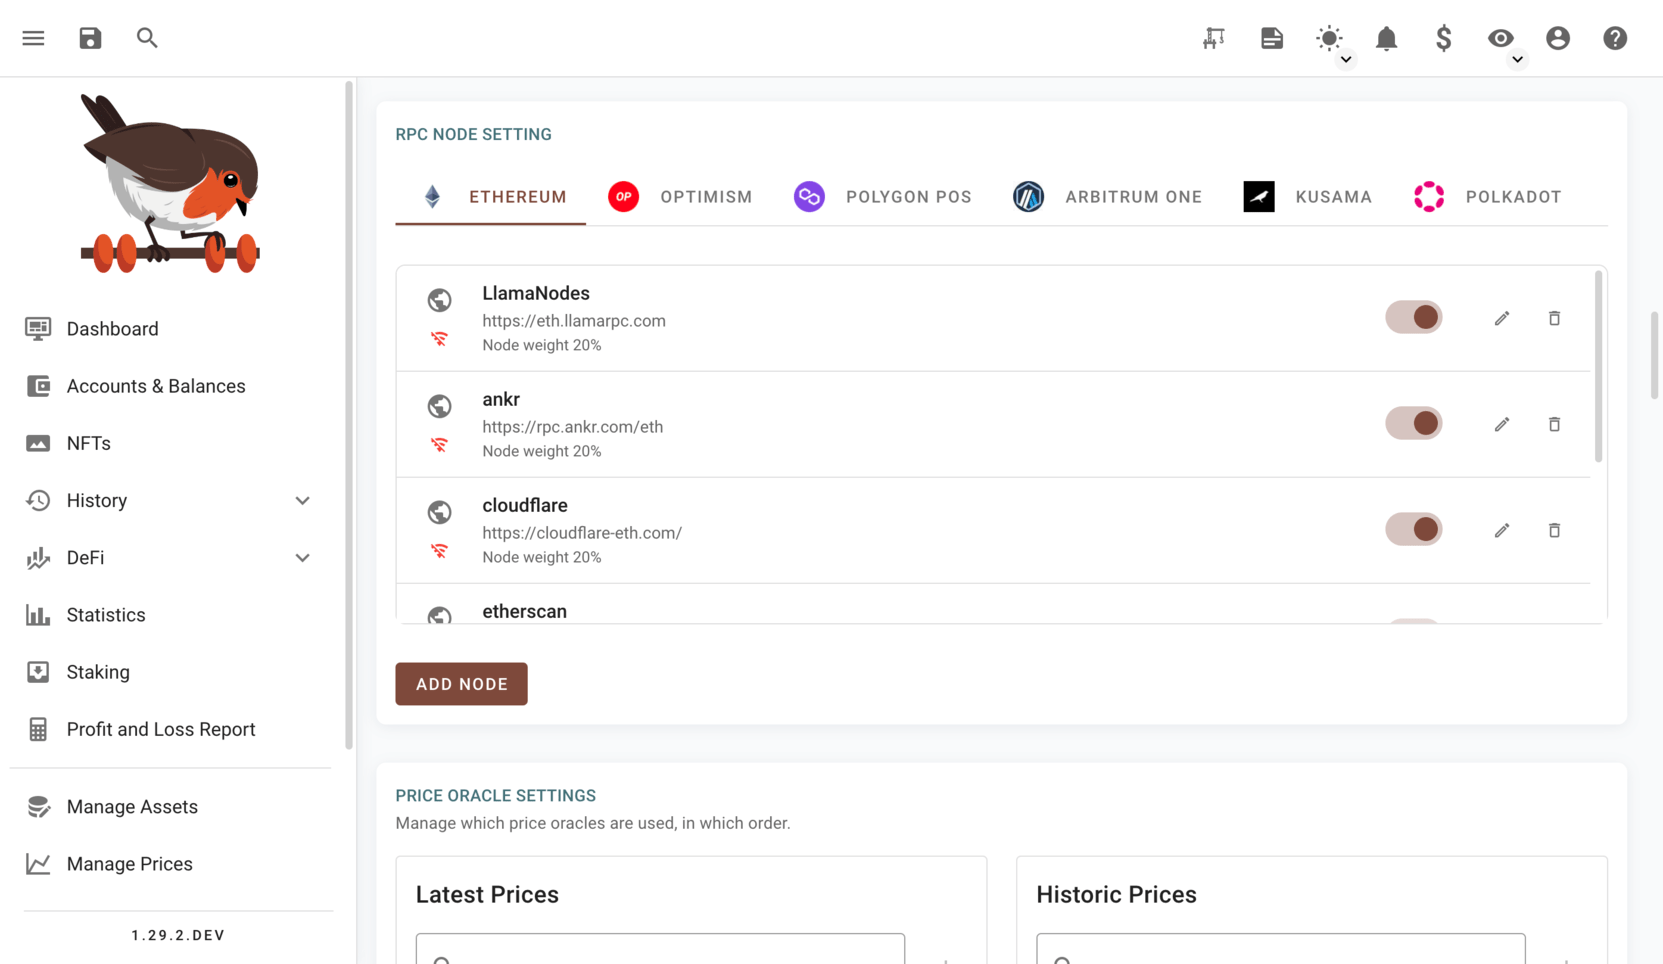 RPC NODE SETTING
ETHEREUM
OP
OPTIMISM
POLYGON POS
ARBITRUM ONE
KUSAMA
POLKADOT
LlamaNodes
https://eth.llamarpc.com
Node weight 20%
ankr
https://rpc.ankr.com/eth
Node weight 20%
cloudflare
https://cloudflare-eth.com/
Node weight 20%
etherscan
ADD NODE
PRICE ORACLE SETTINGS
Manage which price oracles are used, in which order.
Latest Prices
Historic Prices
Dashboard
Accounts & Balances
NFTs
History
DeFi
Statistics
Staking
Profit and Loss Report
Manage Assets
Manage Prices
1.29.2.DEV